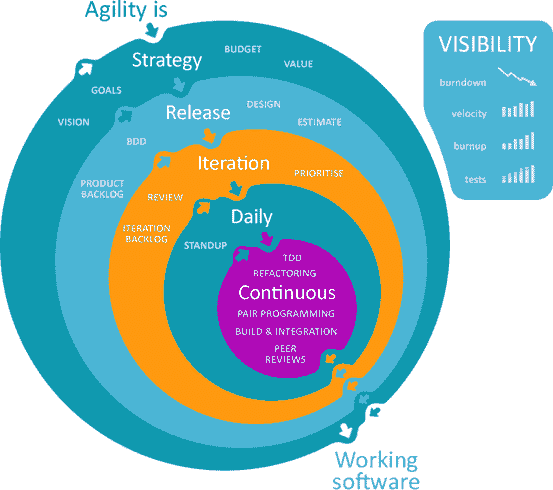 Agility is
Strategy
BUDGET
VALUE
GOALS
VISION
Release
DESIGN
ESTIMATE
BDD
PRODUCT
BACKLOG
Iteration
PRIORITISE
REVIEW
ITERATION
BACKLOG
Daily
STANDUP
TDD
REFACTORING
Continuous
PAIR PROGRAMMING
BUILD & INTEGRATION
PEER
REVIEWS
Working
software
VISIBILITY
burndown
velocity
burnup
tests